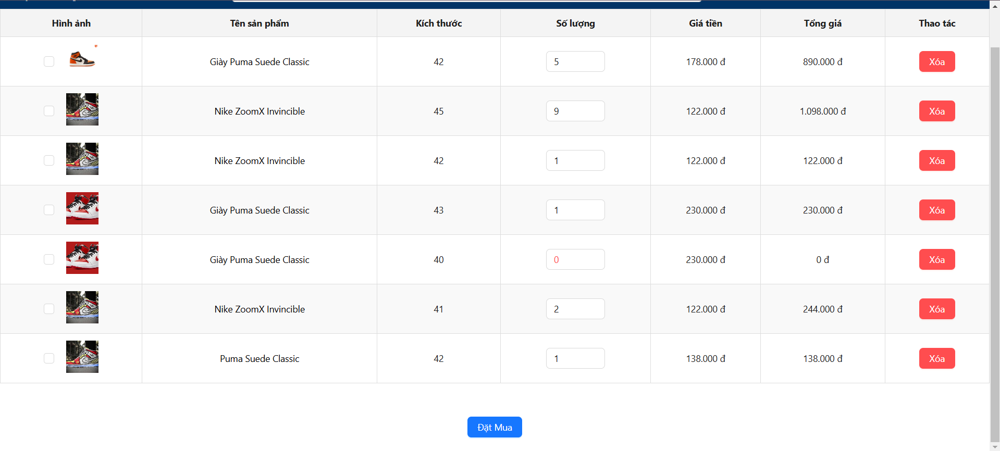 Hình ảnh Tên sản phẩm Kích thước Số lượng Giá tiền Tổng giá Thao tác
Giày Puma Suede Classic 42 5 178.000 đ 890.000 đ Xóa
Nike ZoomX Invincible 45 9 122.000 đ 1.098.000 đ Xóa
Nike ZoomX Invincible 42 1 122.000 đ 122.000 đ Xóa
Giày Puma Suede Classic 43 1 230.000 đ 230.000 đ Xóa
Giày Puma Suede Classic 40 0 230.000 đ 0 đ Xóa
Nike ZoomX Invincible 41 2 122.000 đ 244.000 đ Xóa
Puma Suede Classic 42 1 138.000 đ 138.000 đ Xóa
Đặt Mua